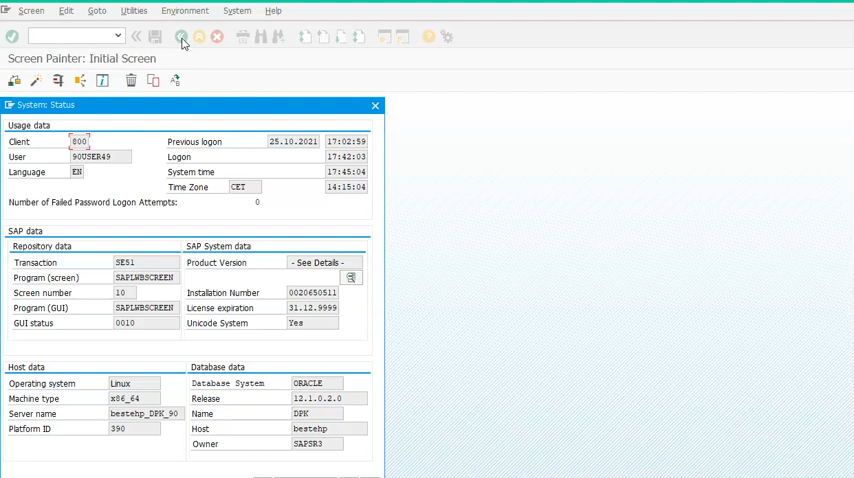 Screen Edit Goto Utilities Environment System Help
Screen Painter: Initial Screen
System: Status
Usage data
Client 800 Previous logon 25.10.2021 17:02:59
User 90USER49 Logon 17:42:03
Language EN System time 17:45:04
Time Zone CET 14:15:04
Number of Failed Password Logon Attempts: 0
SAP data
Repository data SAP System data
Transaction SE51 Product Version - See Details -
Program (screen) SAPLWBSCREEN
Screen number 10 Installation Number 0020650511
Program (GUI) SAPLWBSCREEN License expiration 31.12.9999
GUI status 0010 Unicode System Yes
Host data Database data
Operating system Linux Database System ORACLE
Machine type x86_64 Release 12.1.0.2.0
Server name bestehp_DPK_90 Name DPK
Platform ID 390 Host bestehp
Owner SAPSR3